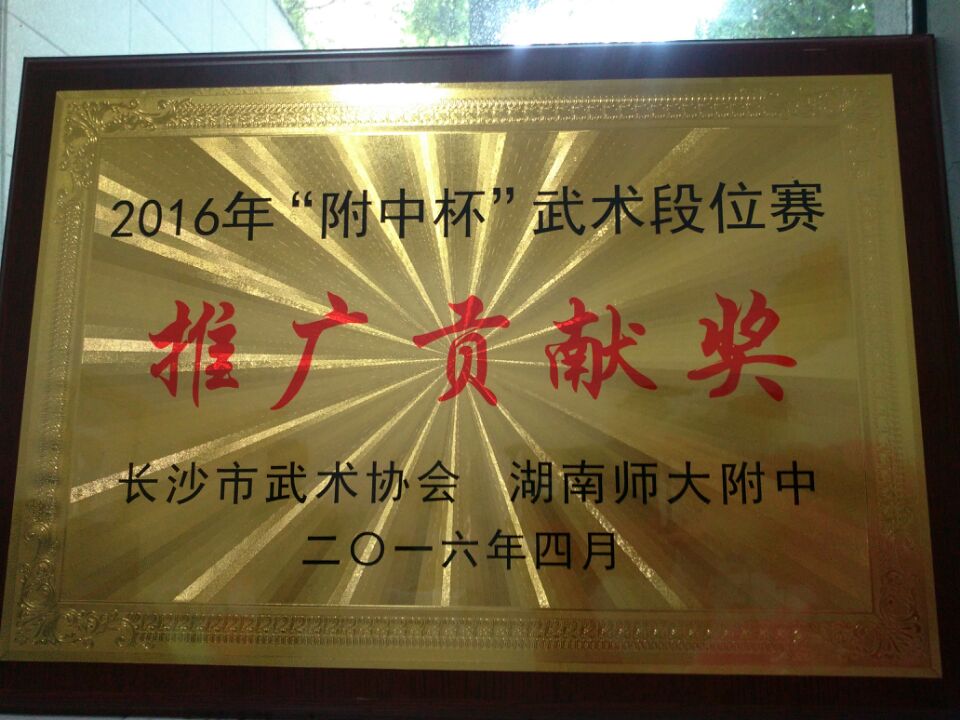 2016年“附中杯”武术段位赛
推广贡献奖
长沙市武术协会 湖南师大附中
二〇一六年四月